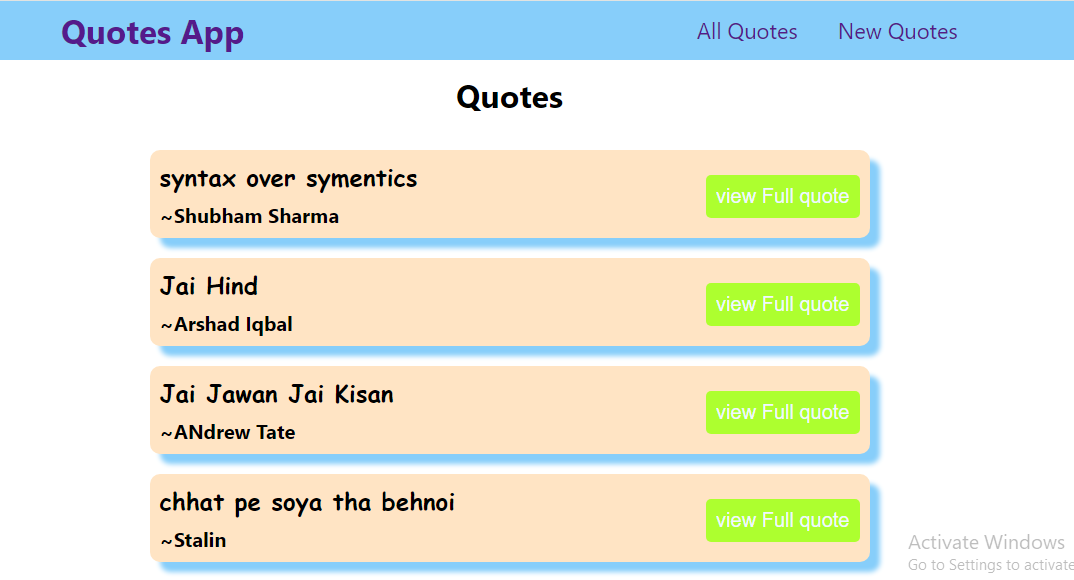 Quotes App
All Quotes
New Quotes
Quotes
syntax over symentics
~Shubham Sharma
view Full quote
Jai Hind
~Arshad Iqbal
view Full quote
Jai Jawan Jai Kisan
~ANdrew Tate
view Full quote
chhat pe soya tha behnoi
~Stalin
view Full quote
Activate Windows
Go to Settings to activate